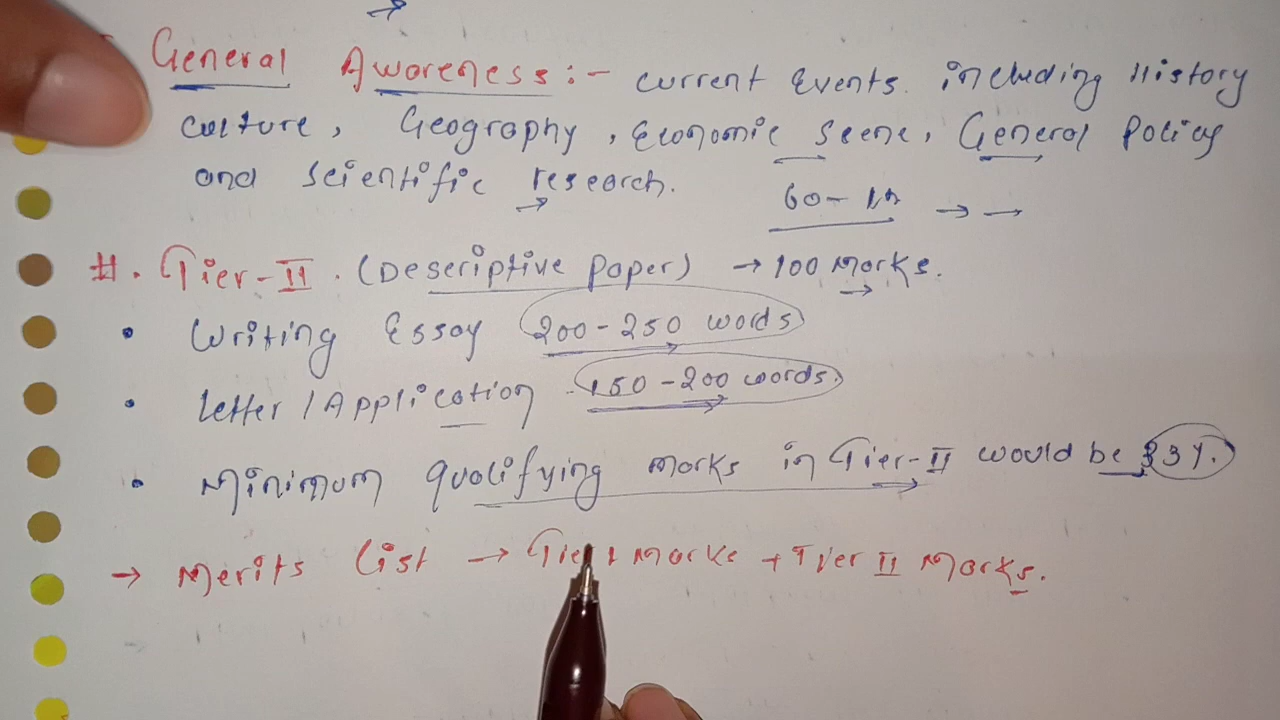 General Awareness :- current Events. including History
culture, Geography, Economic Scene, General Policy
and scientific research.
60-
#. Tier-II. (Descriptive paper) → 100 Marks.
• Writing Essay (200-250 words)
• Letter / Application (150-200 words.)
• Minimum qualifying marks in Tier-II would be 33%.
→ Merits list → Tier 1 Marks + Tier II Marks.